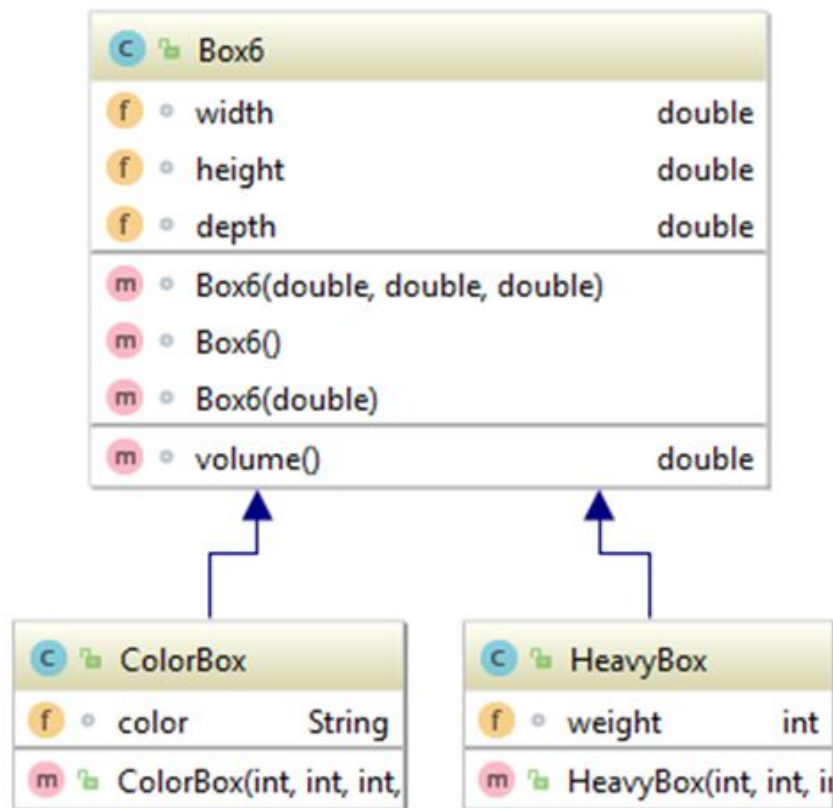 Box6
width double
height double
depth double
Box6(double, double, double)
Box6()
Box6(double)
volume() double
ColorBox
color String
ColorBox(int, int, int,
HeavyBox
weight int
HeavyBox(int, int,